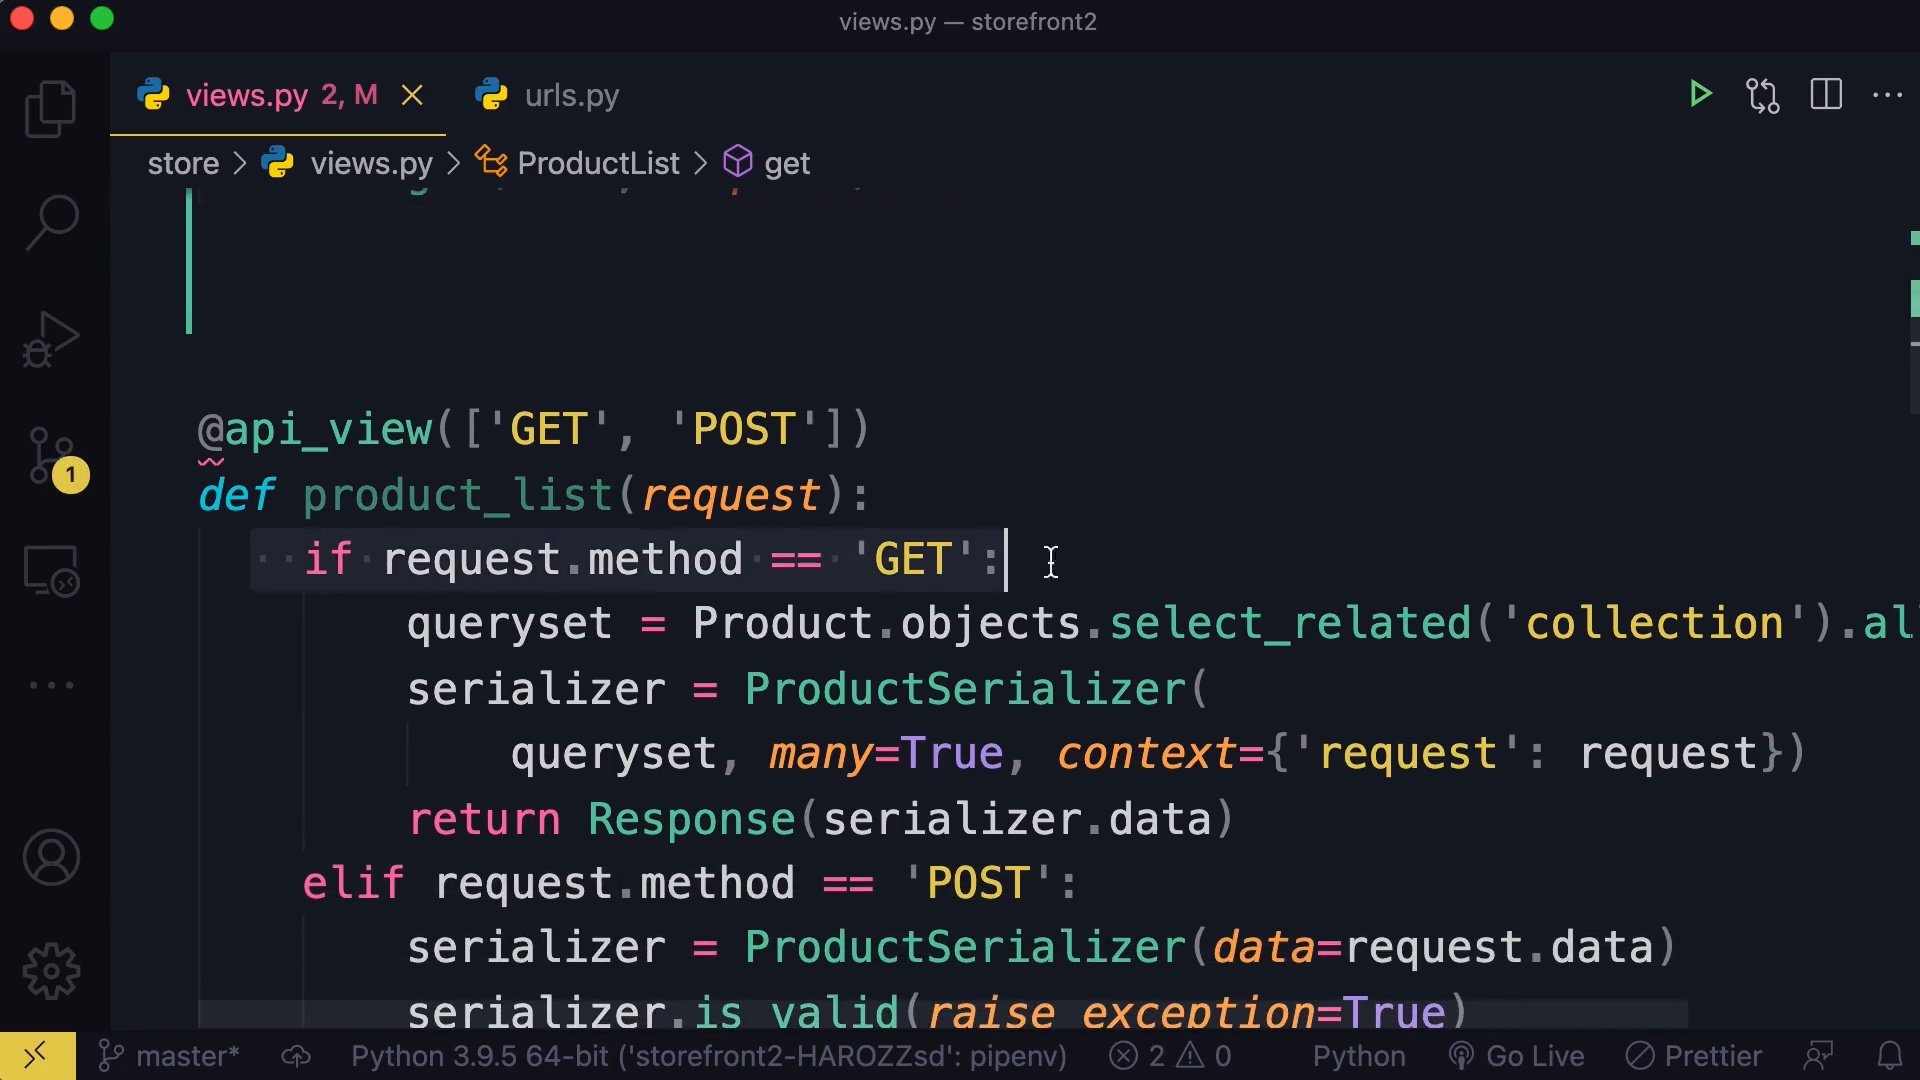 views.py — storefront2
views.py 2, M
urls.py
store > views.py > ProductList > get
@api_view(['GET', 'POST'])
def product_list(request):
if request.method == 'GET':
queryset = Product.objects.select_related('collection').al
serializer = ProductSerializer(
queryset, many=True, context={'request': request})
return Response(serializer.data)
elif request.method == 'POST':
serializer = ProductSerializer(data=request.data)
serializer.is_valid(raise_exception=True)
1
master* Python 3.9.5 64-bit ('storefront2-HAROZZsd': pipenv) 2 0 Python Go Live Prettier